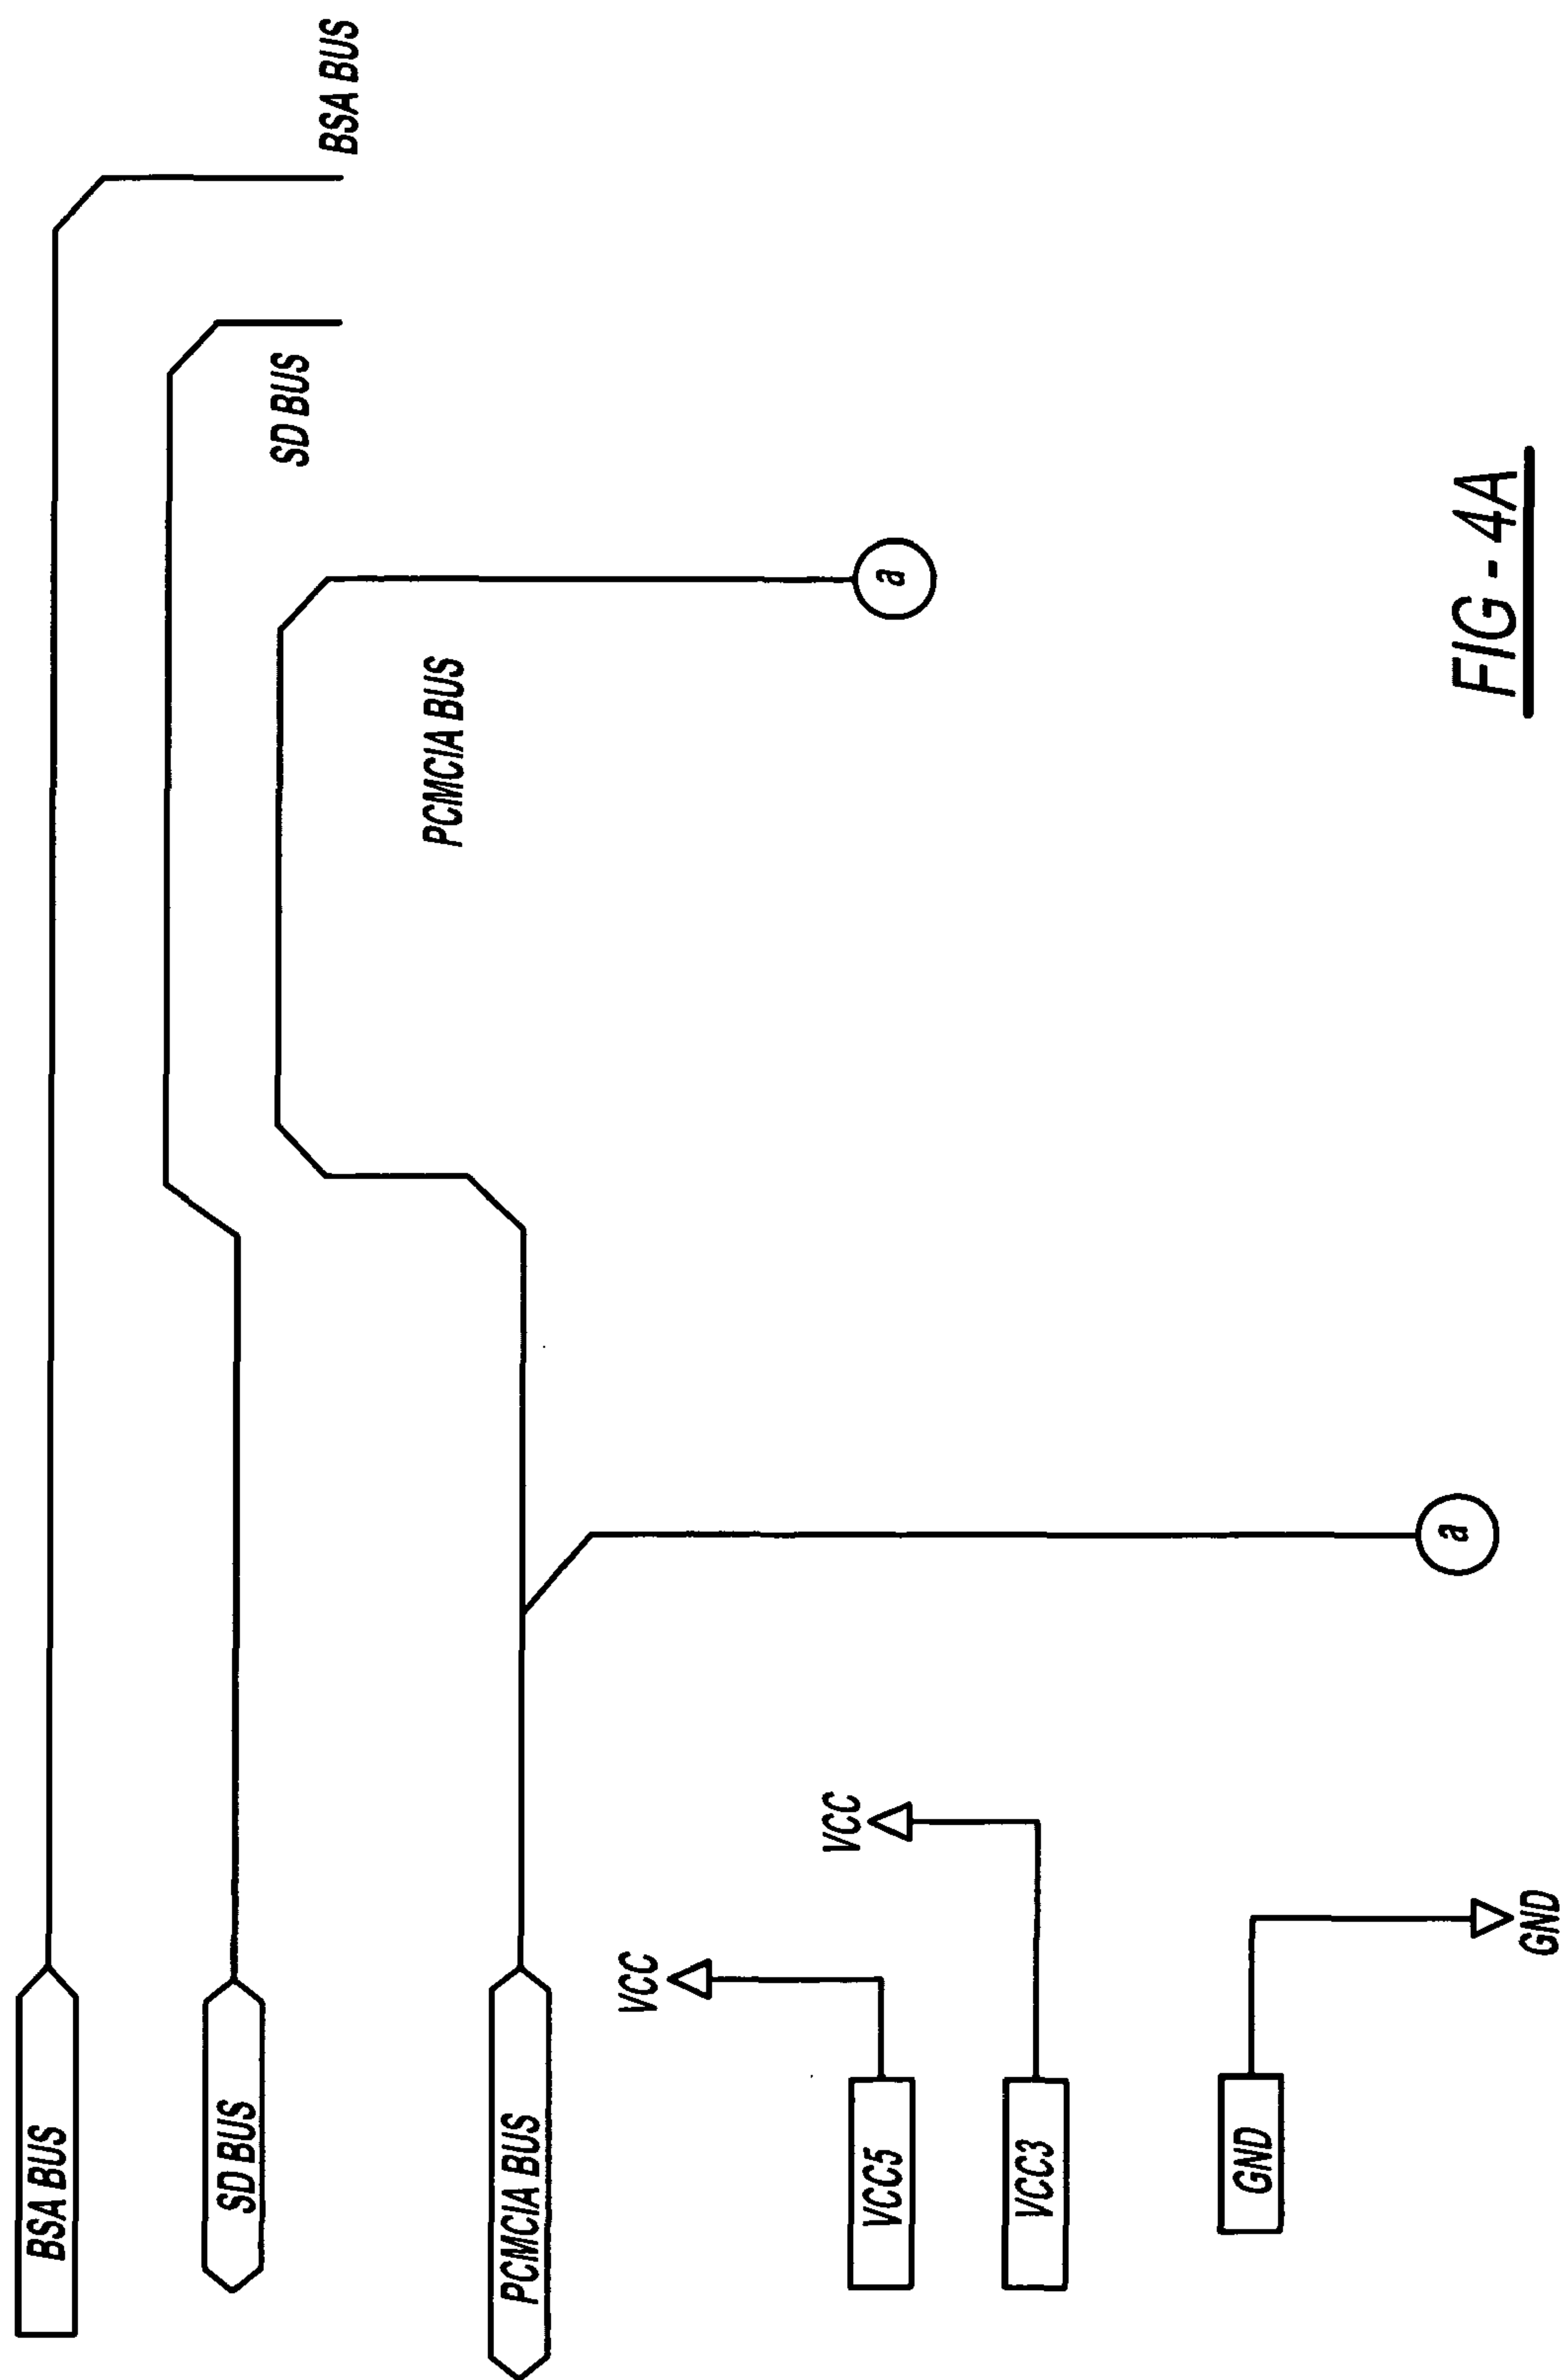 BSA BUS
BSA BUS
SD BUS
SD BUS
PCMCIA BUS
PCMCIA BUS
VCC
VCC5
VCC
a
VCC3
GND
a
GND
FIG - 4A